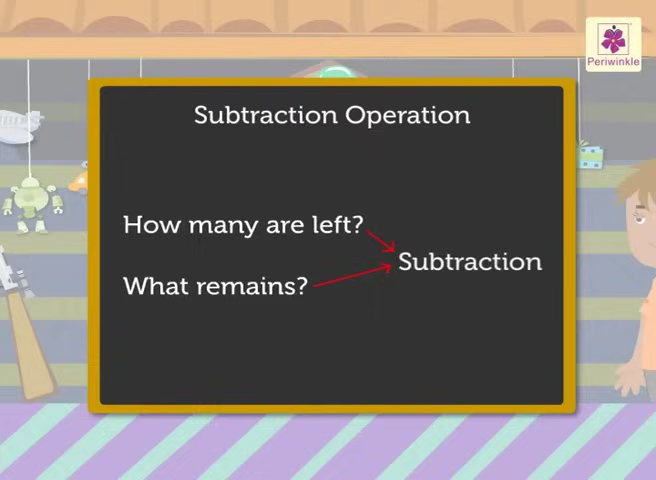 Periwinkle
Subtraction Operation
How many are left?
Subtraction
What remains?